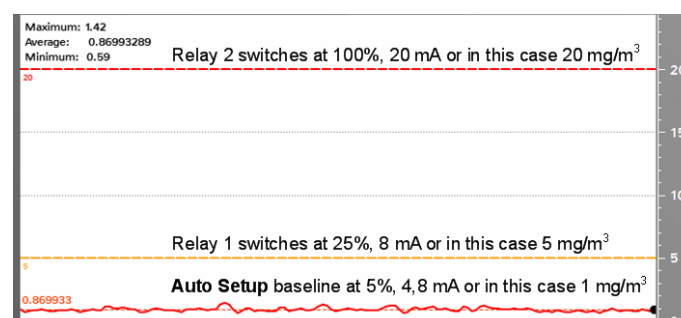 Maximum: 1.42
Average: 0.86993289
Minimum: 0.59
Relay 2 switches at 100%, 20 mA or in this case 20 mg/m³
20
20
15
10
Relay 1 switches at 25%, 8 mA or in this case 5 mg/m³
5
5
Auto Setup baseline at 5%, 4,8 mA or in this case 1 mg/m³
0.869933